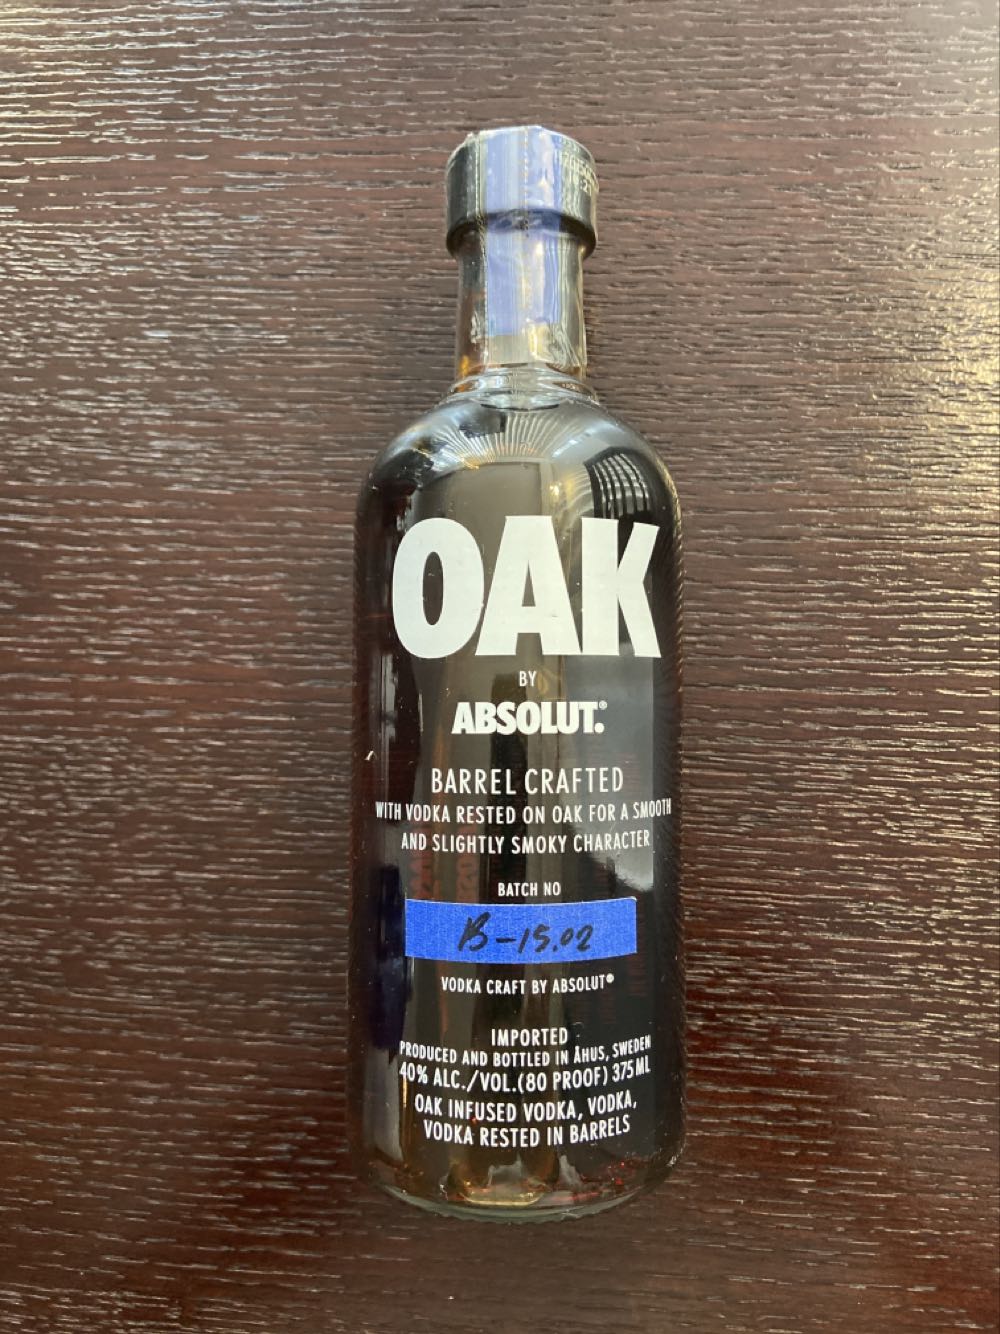 OAK
BY
ABSOLUT.®
BARREL CRAFTED
WITH VODKA RESTED ON OAK FOR A SMOOTH
AND SLIGHTLY SMOKY CHARACTER
BATCH NO
B-15.02
VODKA CRAFT BY ABSOLUT®
IMPORTED
PRODUCED AND BOTTLED IN ÅHUS, SWEDEN
40% ALC./VOL.(80 PROOF) 375ML
OAK INFUSED VODKA, VODKA,
VODKA RESTED IN BARRELS